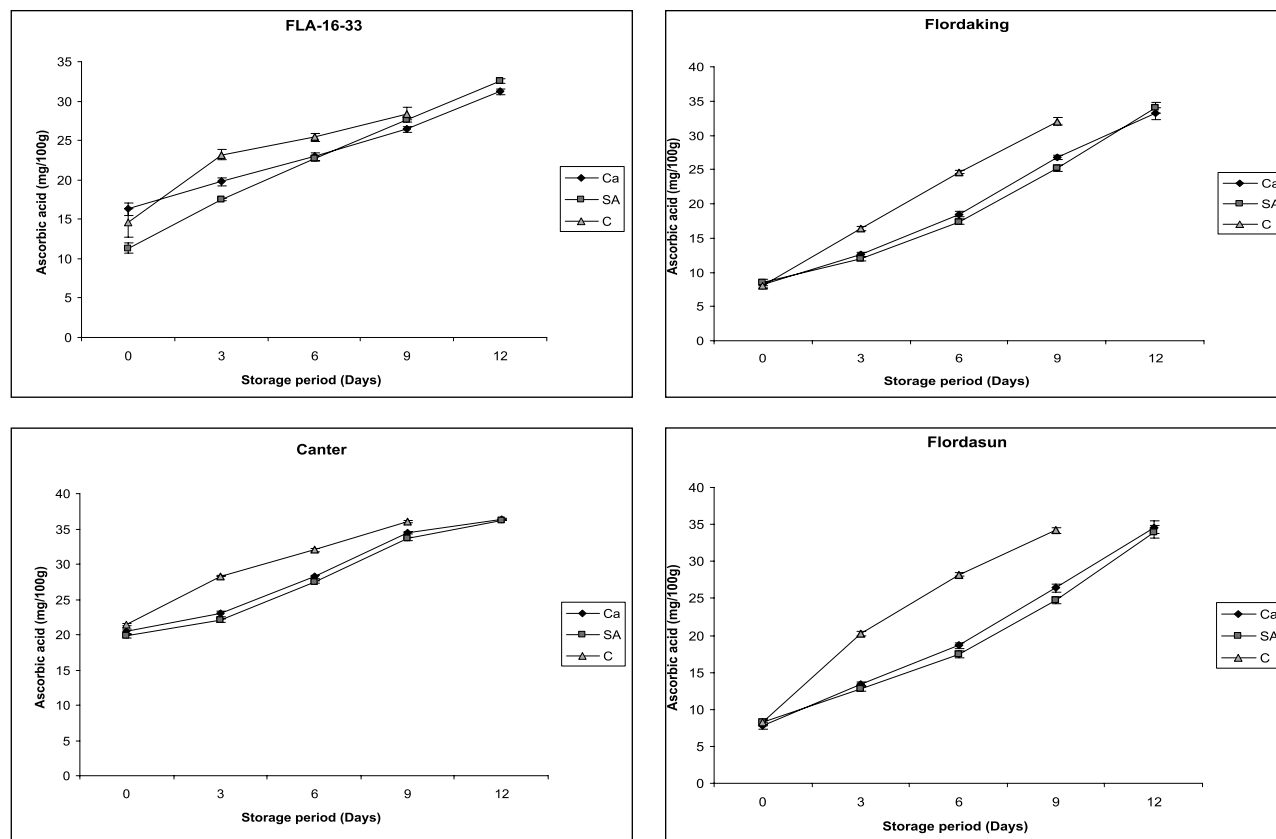 FLA-16-33
Ascorbic acid (mg/100g)
35
30
25
20
15
10
5
0
0 3 6 9 12
Storage period (Days)
Ca
SA
C
Flordaking
Ascorbic acid (mg/100g)
40
35
30
25
20
15
10
5
0
0 3 6 9 12
Storage period (Days)
Ca
SA
C
Canter
Ascorbic acid (mg/100g)
40
35
30
25
20
15
10
5
0
0 3 6 9 12
Storage period (Days)
Ca
SA
C
Flordasun
Ascorbic acid (mg/100g)
40
35
30
25
20
15
10
5
0
0 3 6 9 12
Storage period (Days)
Ca
SA
C